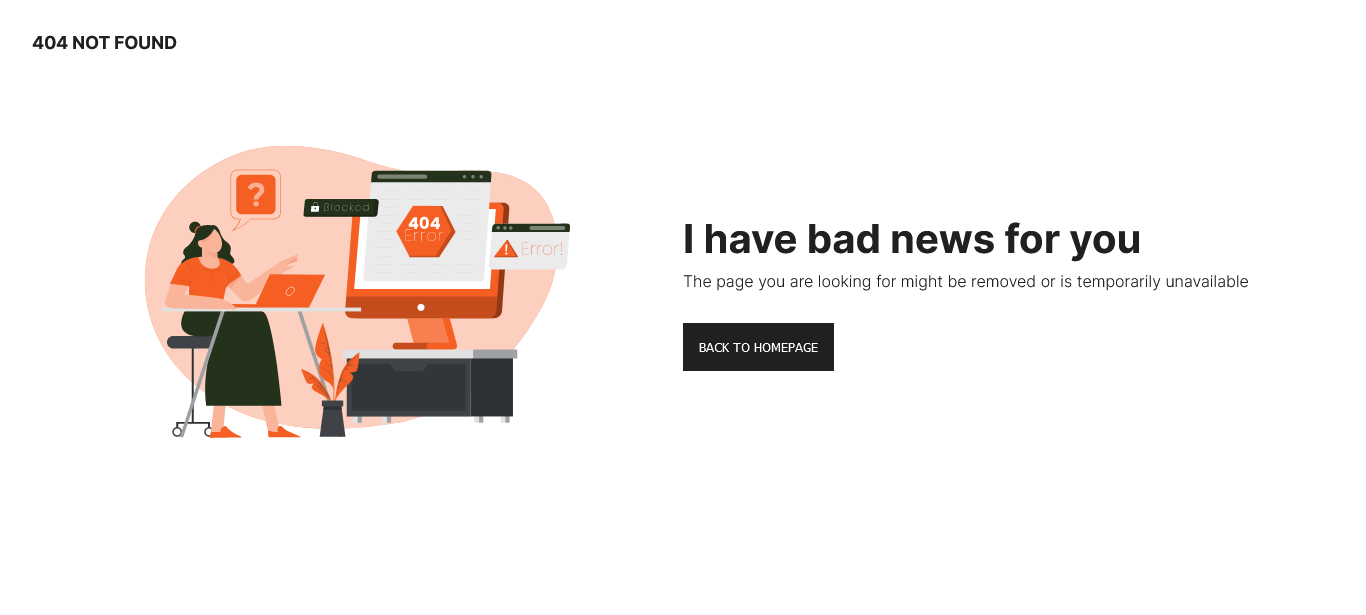 404 NOT FOUND
?
Blocked
404
Error
! Error!
I have bad news for you
The page you are looking for might be removed or is temporarily unavailable
BACK TO HOMEPAGE